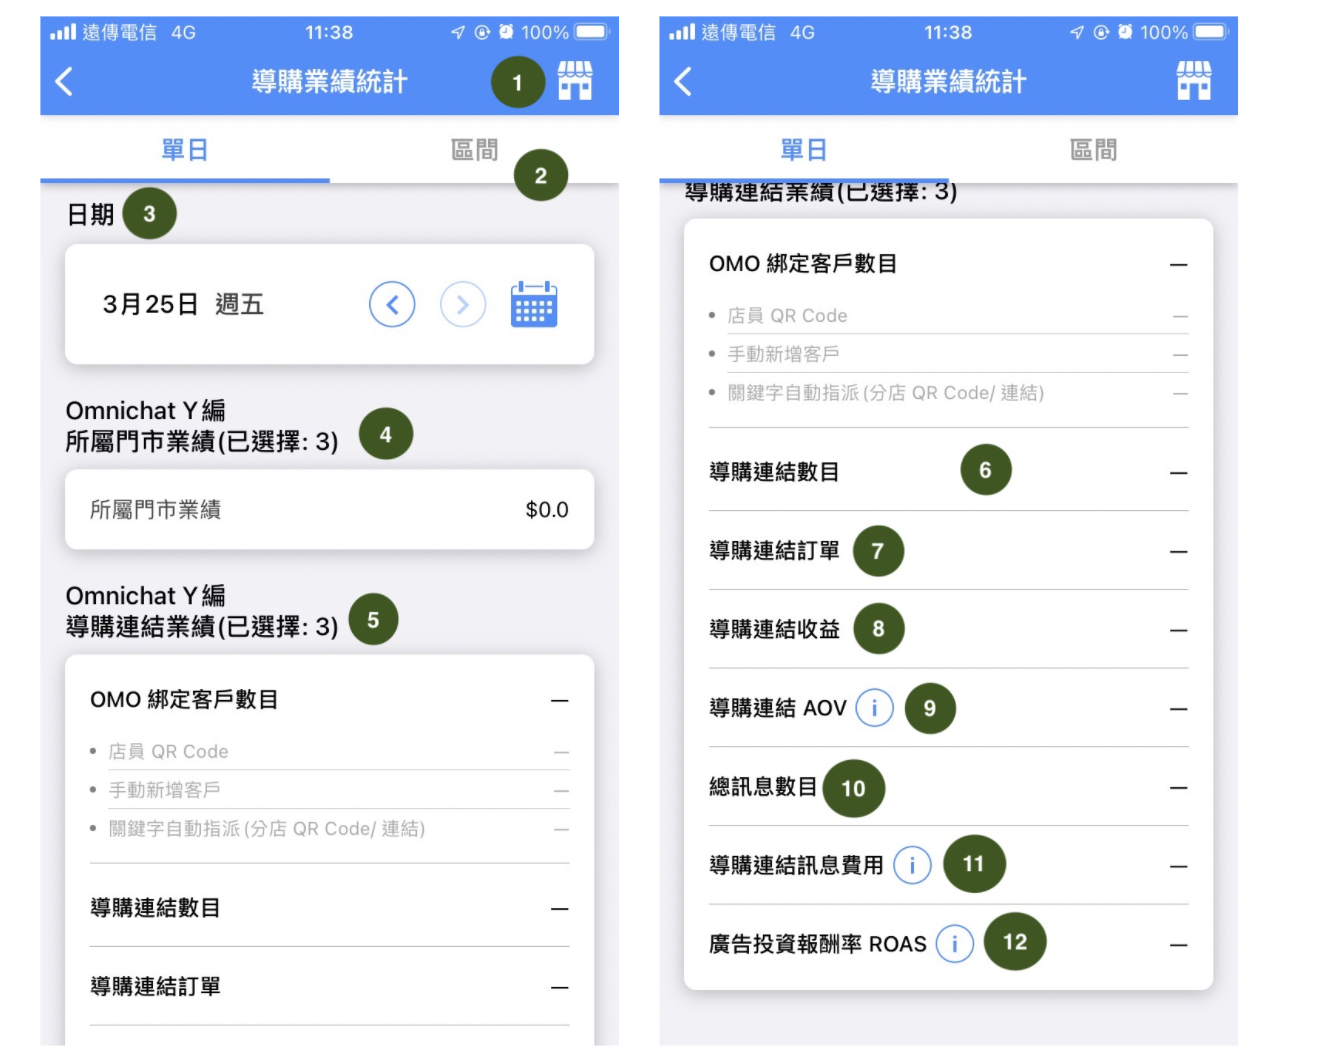 遠傳電信 4G 11:38 100%
導購業績統計 1
單日 區間 2
日期 3
3月25日 週五
Omnichat Y編
所屬門市業績(已選擇: 3) 4
所屬門市業績 $0.0
Omnichat Y編
導購連結業績(已選擇: 3) 5
OMO 綁定客戶數目 —
• 店員 QR Code —
• 手動新增客戶 —
• 關鍵字自動指派(分店 QR Code/ 連結) —
導購連結數目 —
導購連結訂單 —
遠傳電信 4G 11:38 100%
導購業績統計
單日 區間
導購連結業績(已選擇: 3)
OMO 綁定客戶數目 —
• 店員 QR Code —
• 手動新增客戶 —
• 關鍵字自動指派(分店 QR Code/ 連結) —
導購連結數目 6 —
導購連結訂單 7 —
導購連結收益 8 —
導購連結 AOV i 9 —
總訊息數目 10 —
導購連結訊息費用 i 11 —
廣告投資報酬率 ROAS i 12 —